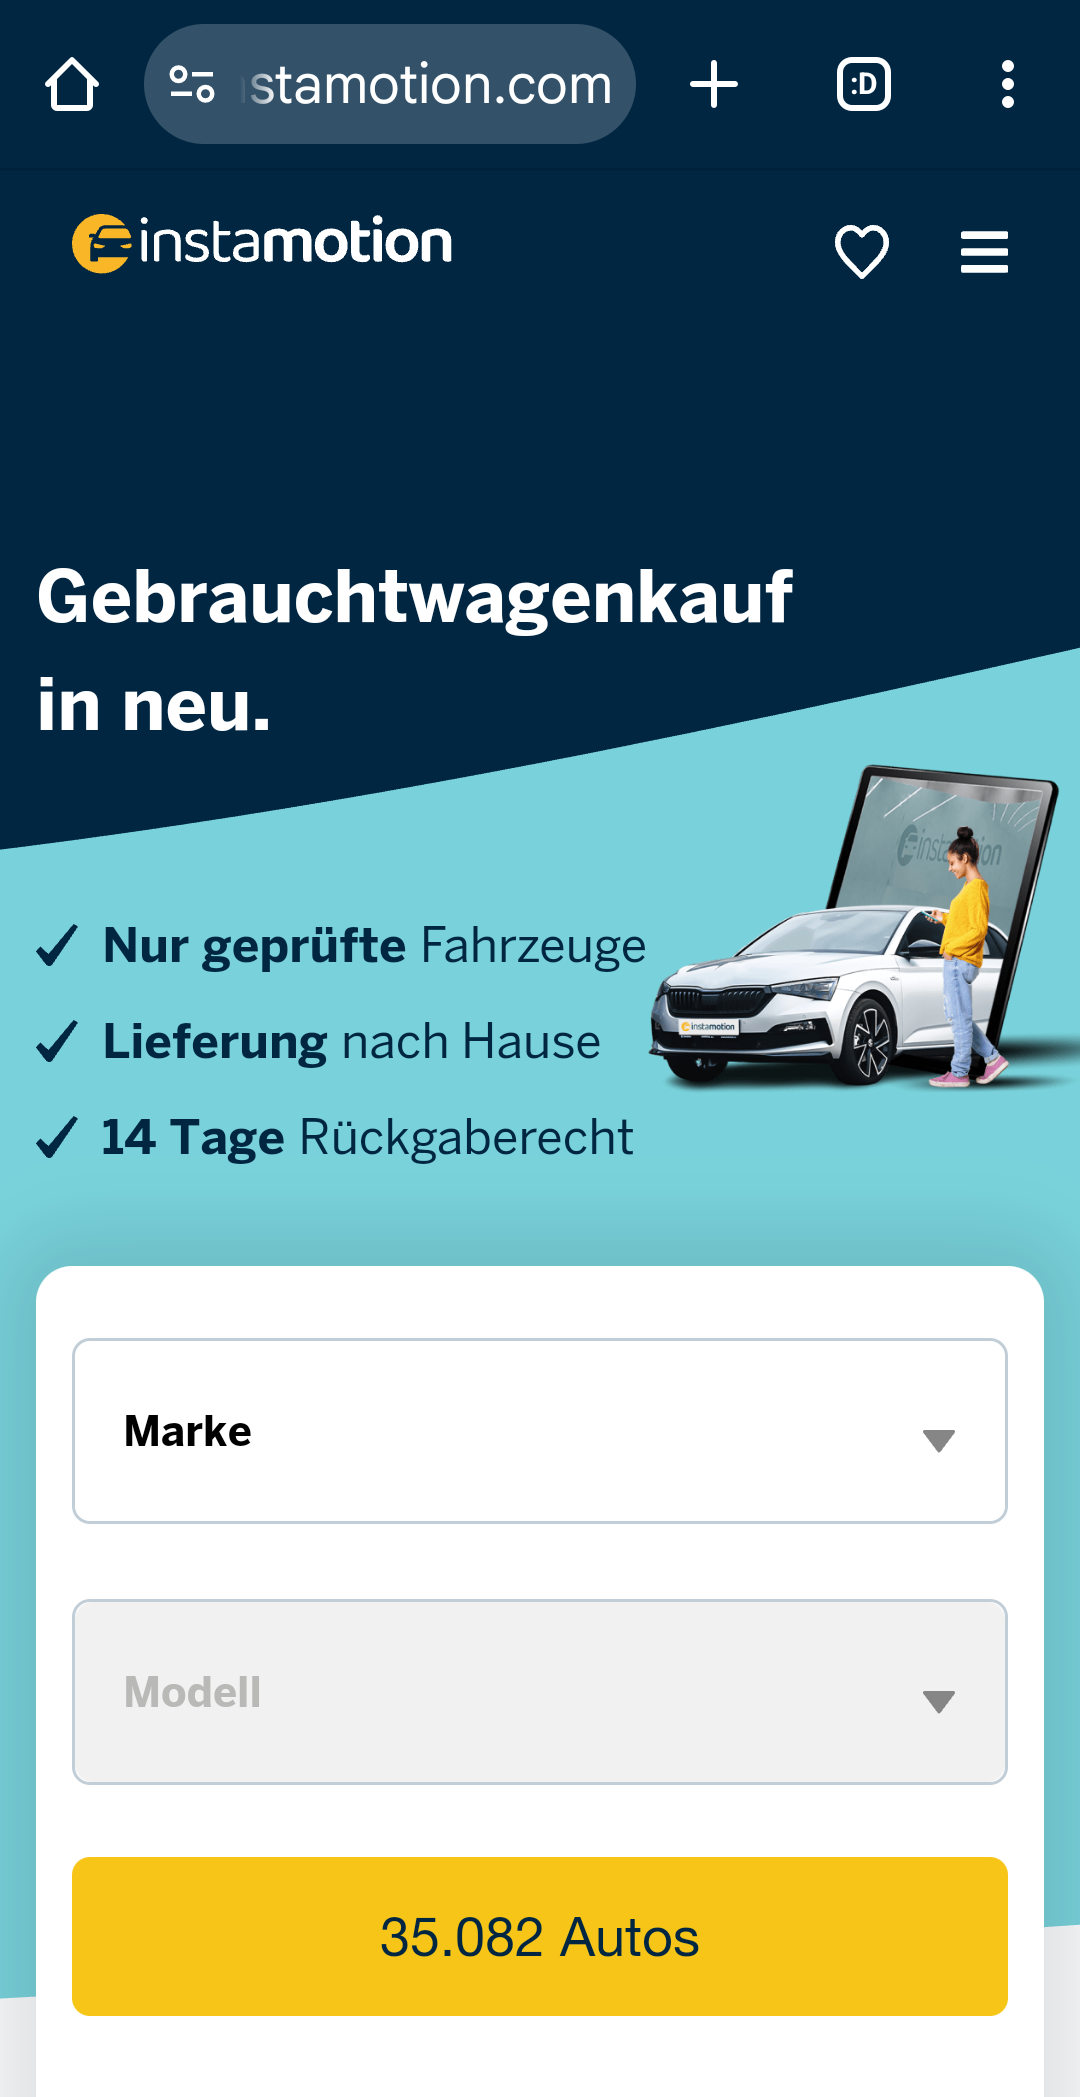 stamotion.com
:D
instamotion
Gebrauchtwagenkauf
in neu.
Nur geprüfte Fahrzeuge
Lieferung nach Hause
14 Tage Rückgaberecht
instamotion
Marke
Modell
35.082 Autos